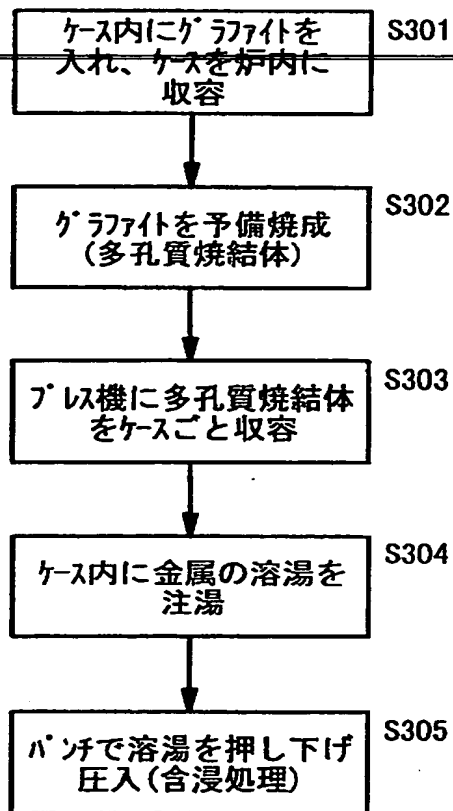 ケース内にグラファイトを
入れ、ケースを炉内に
収容
S301
グラファイトを予備焼成
(多孔質焼結体)
S302
プレス機に多孔質焼結体
をケースごと収容
S303
ケース内に金属の溶湯を
注湯
S304
パンチで溶湯を押し下げ
圧入(含浸処理)
S305